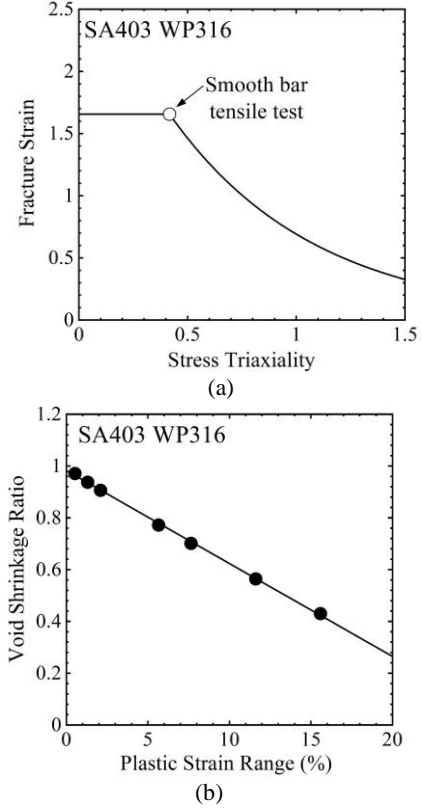 2.5
SA403 WP316
2
Smooth bar
tensile test
1.5
1
0.5
0
0 0.5 1 1.5
Fracture Strain
Stress Triaxiality
(a)
1.2
SA403 WP316
1
0.8
0.6
0.4
0.2
0
0 5 10 15 20
Void Shrinkage Ratio
Plastic Strain Range (%)
(b)